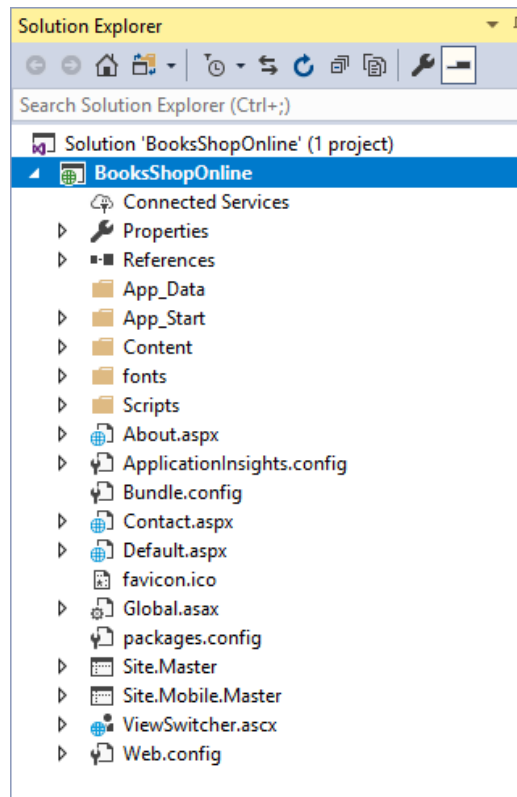 Solution Explorer
Search Solution Explorer (Ctrl+;)
Solution 'BooksShopOnline' (1 project)
BooksShopOnline
Connected Services
Properties
References
App_Data
App_Start
Content
fonts
Scripts
About.aspx
ApplicationInsights.config
Bundle.config
Contact.aspx
Default.aspx
favicon.ico
Global.asax
packages.config
Site.Master
Site.Mobile.Master
ViewSwitcher.ascx
Web.config